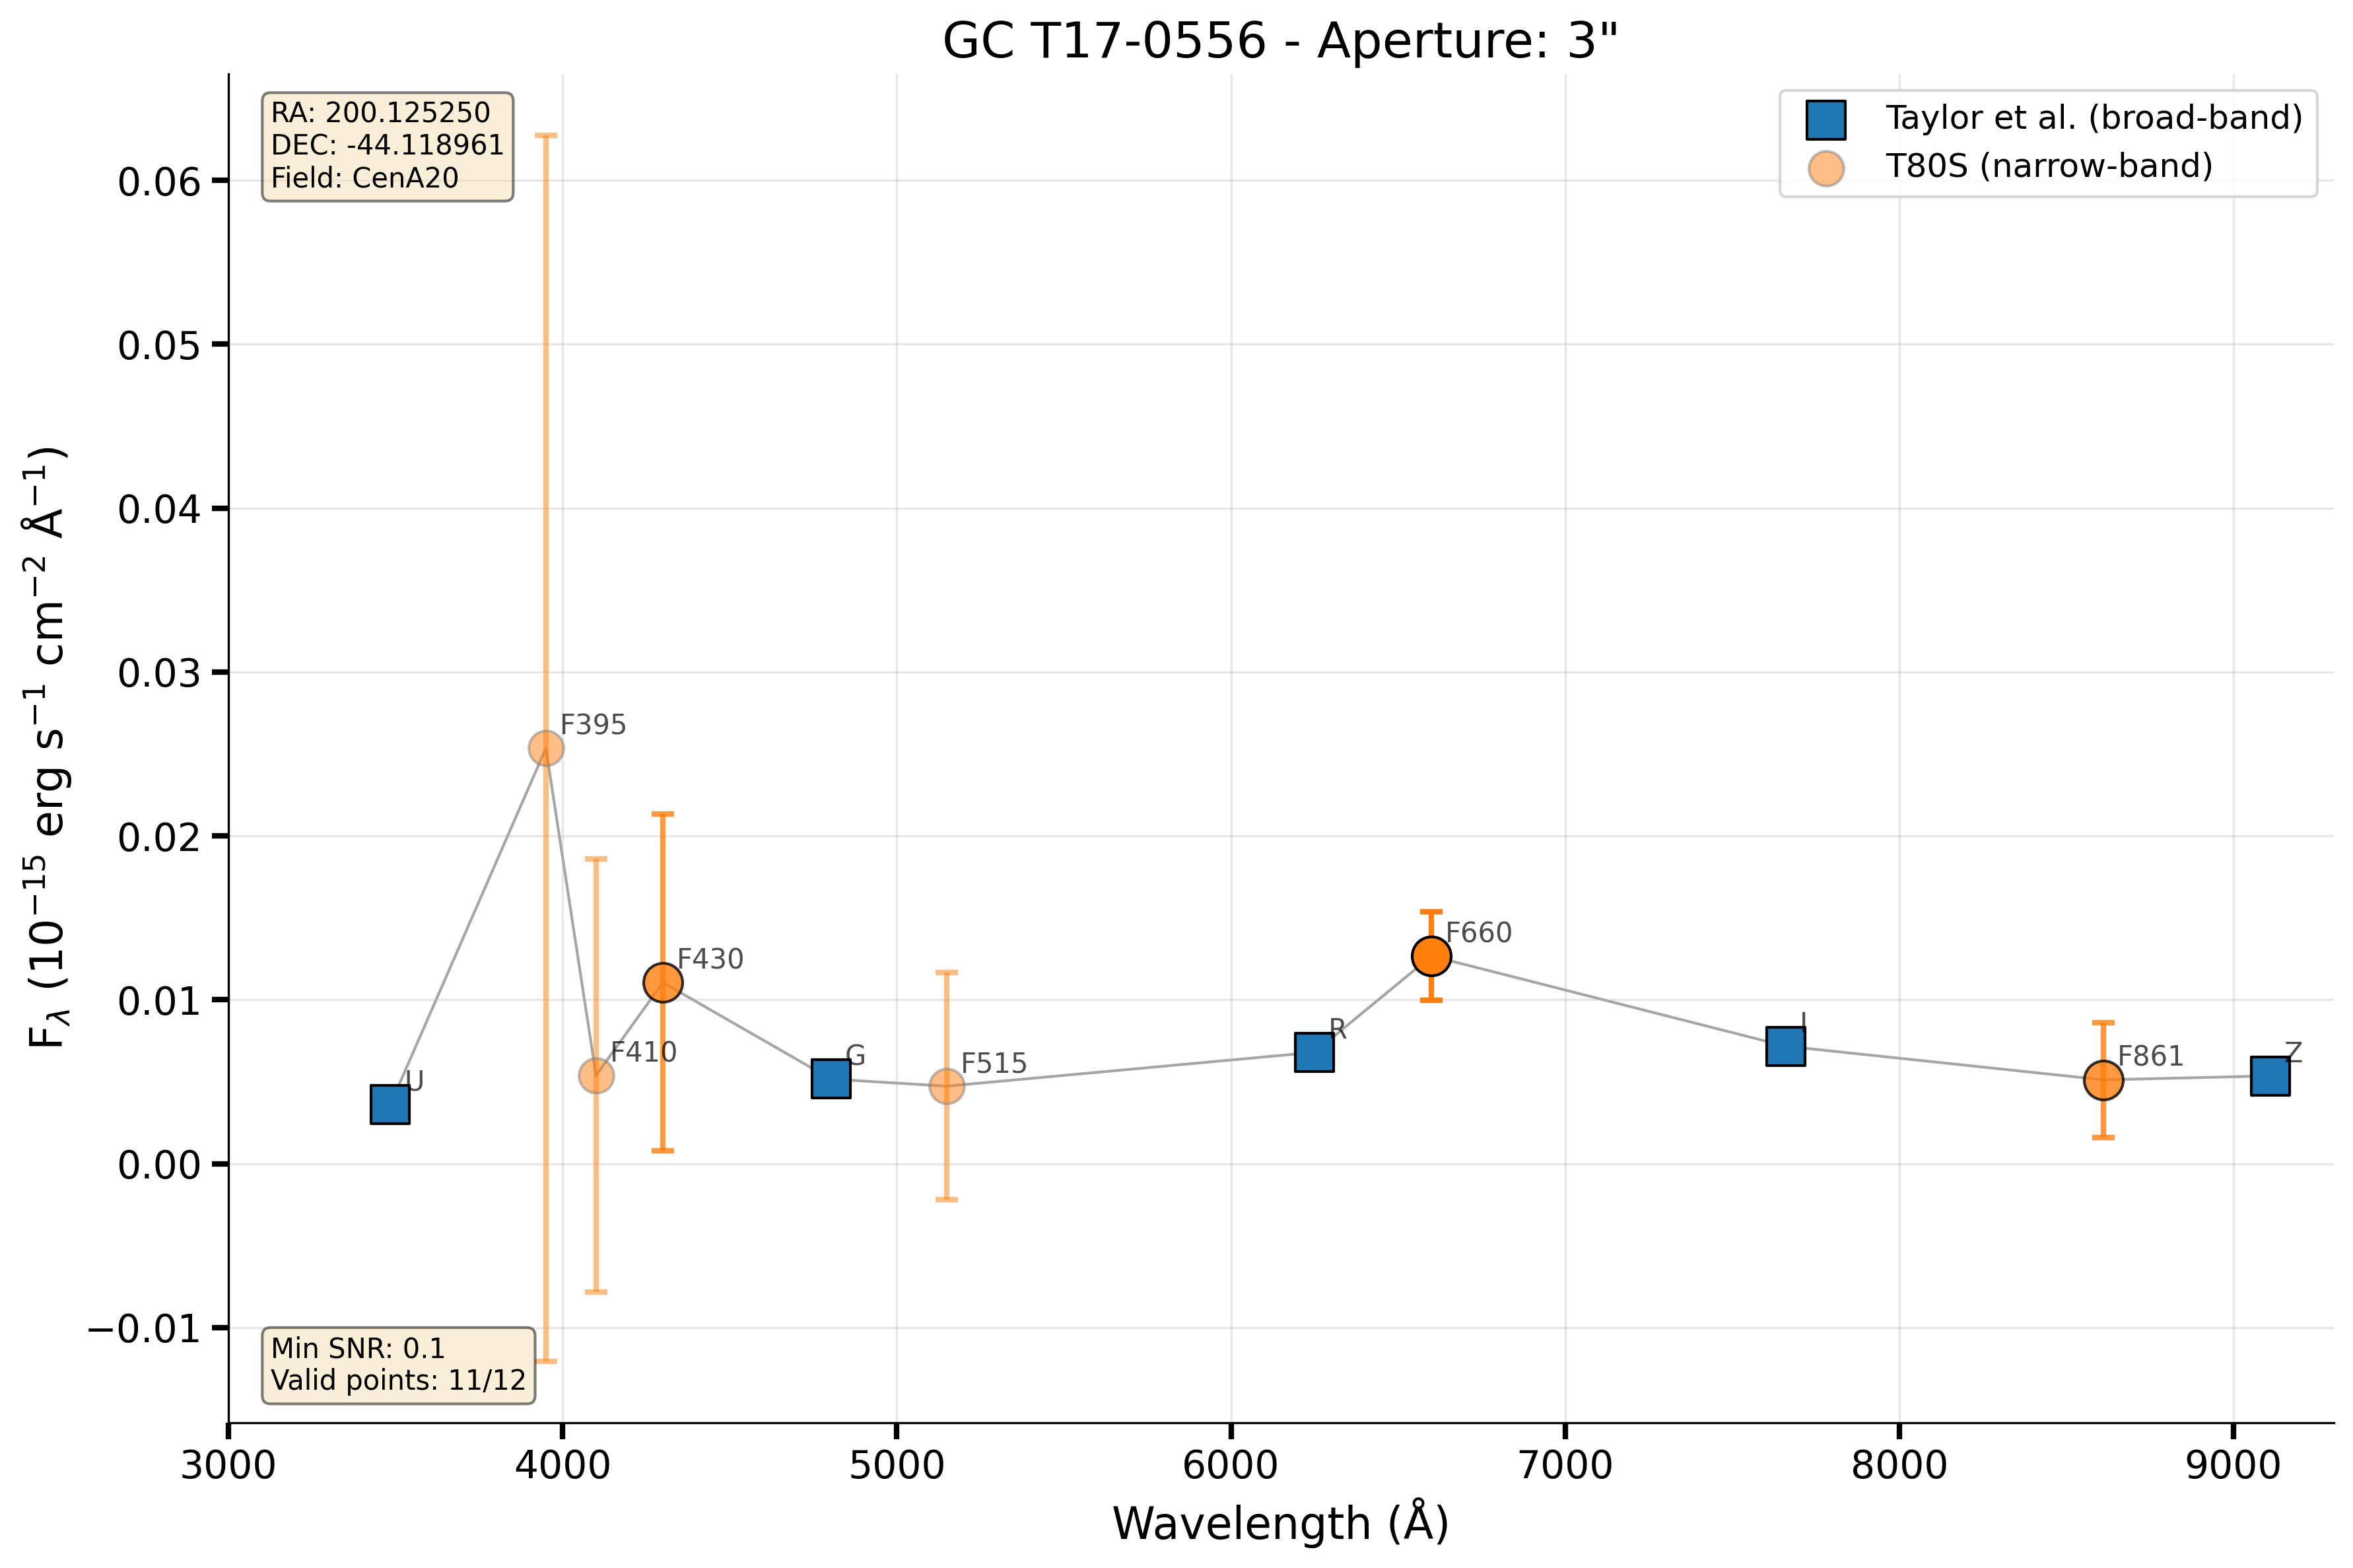 GC T17-0556 - Aperture: 3"
RA: 200.125250
DEC: -44.118961
Field: CenA20
Taylor et al. (broad-band)
T80S (narrow-band)
F_λ (10⁻¹⁵ erg s⁻¹ cm⁻² Å⁻¹)
0.06
0.05
0.04
0.03
0.02
0.01
0.00
−0.01
U
F395
F410
F430
G
F515
R
F660
I
F861
Z
Min SNR: 0.1
Valid points: 11/12
3000
4000
5000
6000
7000
8000
9000
Wavelength (Å)